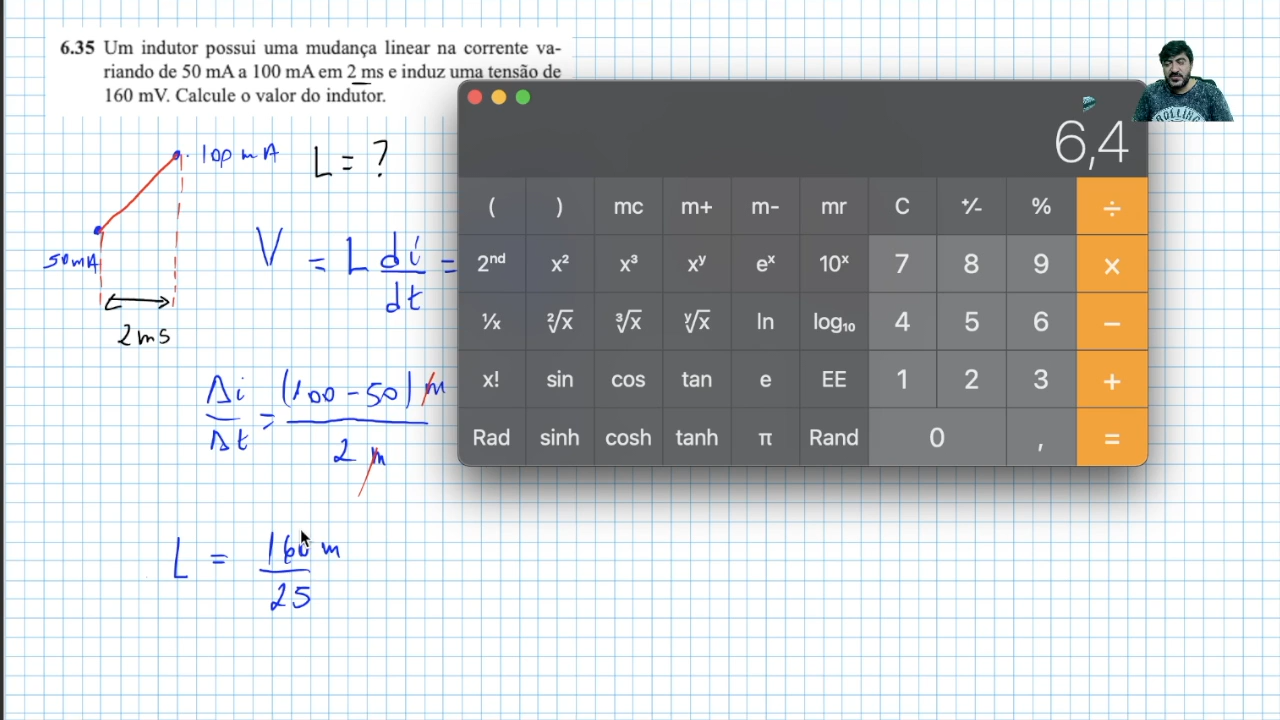 6.35 Um indutor possui uma mudança linear na corrente va-
riando de 50 mA a 100 mA em 2 ms e induz uma tensão de
160 mV. Calcule o valor do indutor.
100 mA
L = ?
50mA
V = L di/dt =
2ms
Δi/Δt = (100 - 50) m / 2 m
L = 160 m / 25
6,4
( ) mc m+ m- mr C +/- % ÷
2nd x² x³ xʸ eˣ 10ˣ 7 8 9 ×
1/x ²√x ³√x ʸ√x ln log₁₀ 4 5 6 −
x! sin cos tan e EE 1 2 3 +
Rad sinh cosh tanh π Rand 0 , =